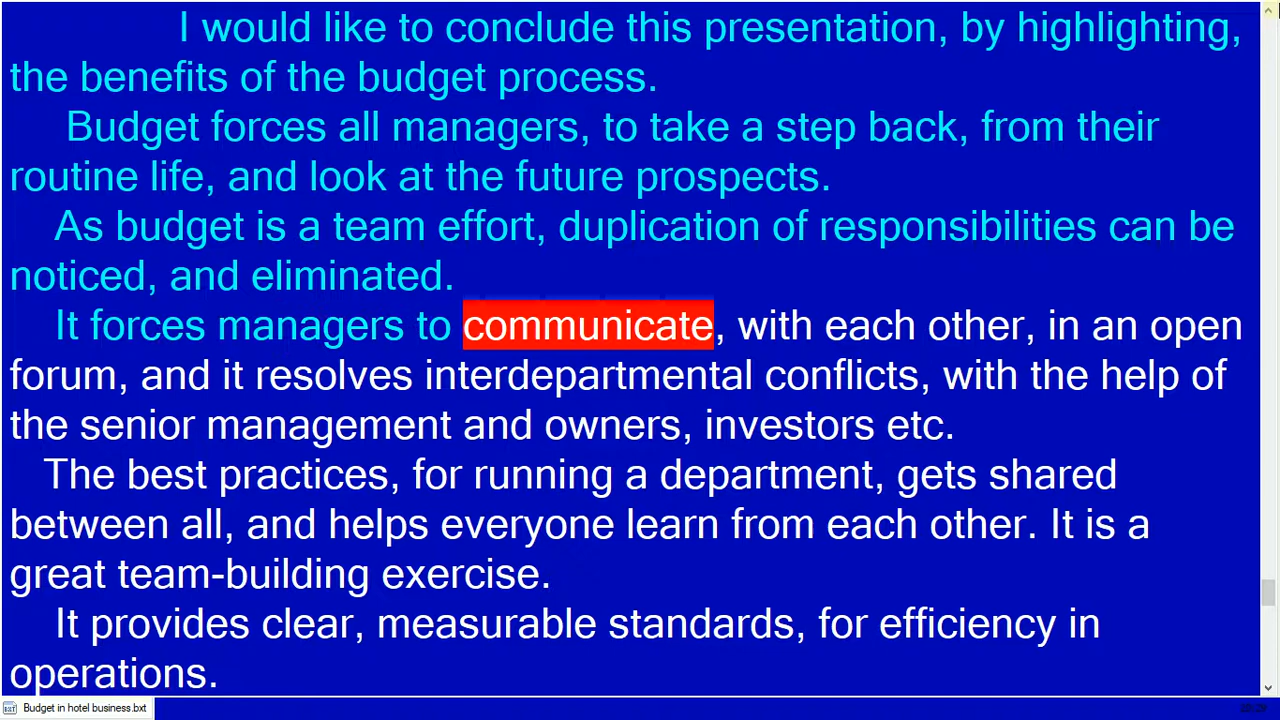 I would like to conclude this presentation, by highlighting,
the benefits of the budget process.
Budget forces all managers, to take a step back, from their
routine life, and look at the future prospects.
As budget is a team effort, duplication of responsibilities can be
noticed, and eliminated.
It forces managers to communicate, with each other, in an open
forum, and it resolves interdepartmental conflicts, with the help of
the senior management and owners, investors etc.
The best practices, for running a department, gets shared
between all, and helps everyone learn from each other. It is a
great team-building exercise.
It provides clear, measurable standards, for efficiency in
operations.
Budget in hotel business.bxt